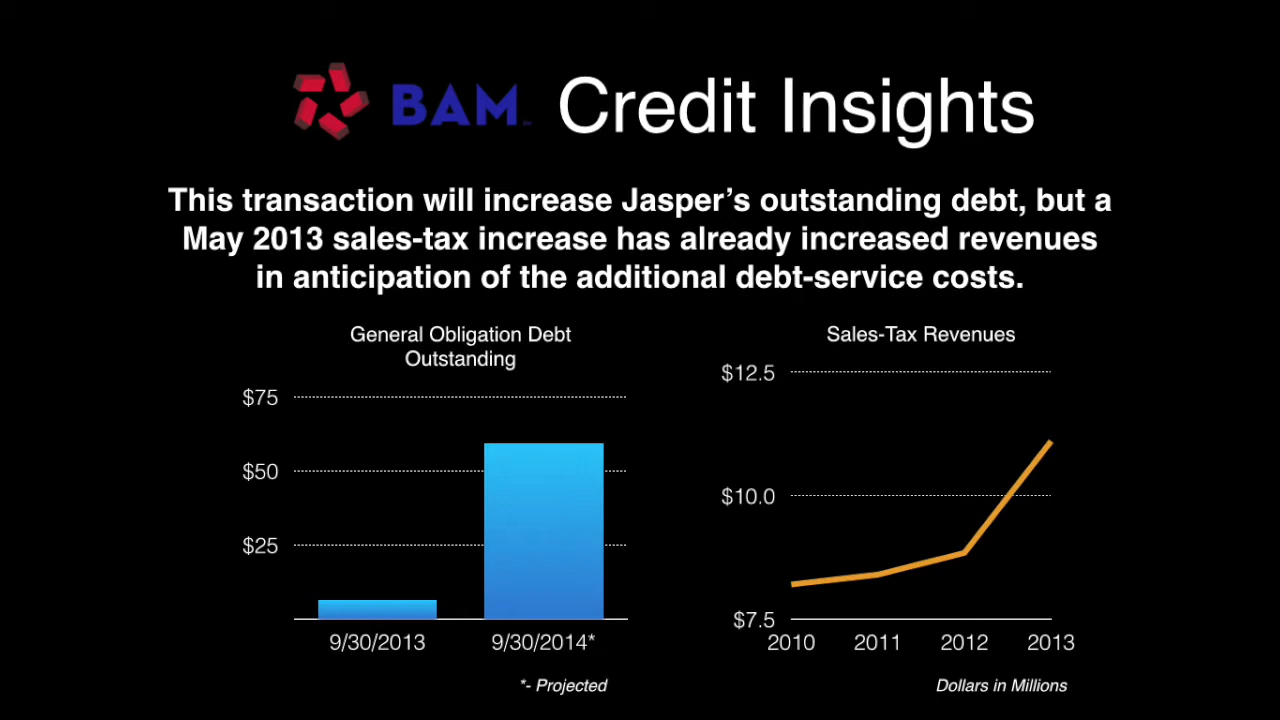 BAM Credit Insights
This transaction will increase Jasper’s outstanding debt, but a
May 2013 sales-tax increase has already increased revenues
in anticipation of the additional debt-service costs.
General Obligation Debt
Outstanding
$75
$50
$25
9/30/2013 9/30/2014*
*- Projected
Sales-Tax Revenues
$12.5
$10.0
$7.5
2010 2011 2012 2013
Dollars in Millions